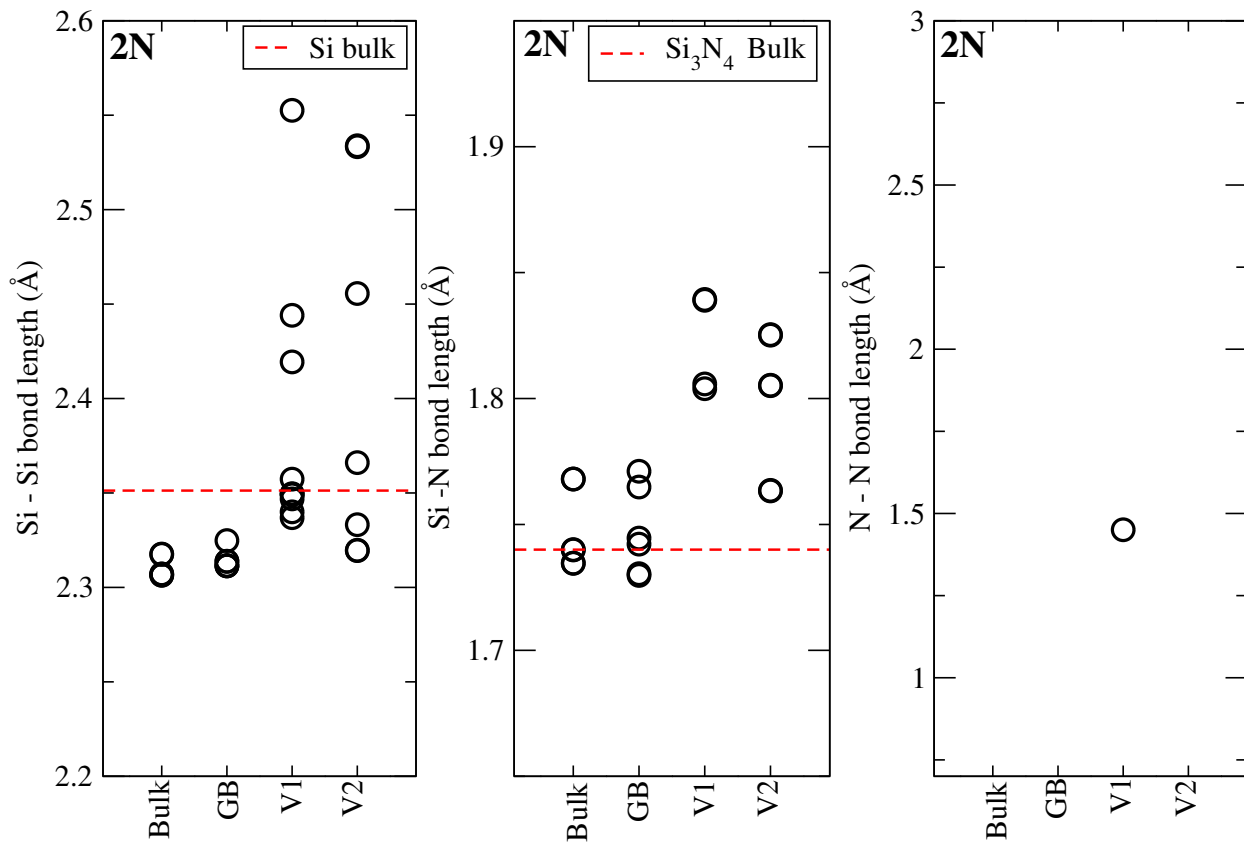 Si - Si bond length (Å)
2.6
2.5
2.4
2.3
2.2
2N
Si bulk
Bulk
GB
V1
V2
Si -N bond length (Å)
1.9
1.8
1.7
2N
Si3N4 Bulk
Bulk
GB
V1
V2
N - N bond length (Å)
3
2.5
2
1.5
1
2N
Bulk
GB
V1
V2